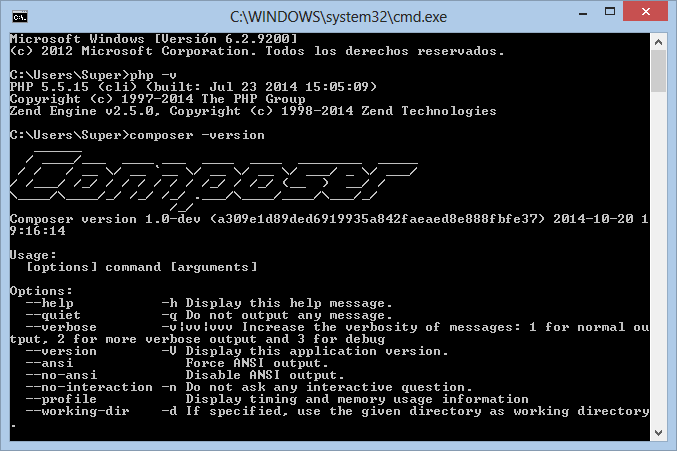 C:\WINDOWS\system32\cmd.exe
Microsoft Windows [Versión 6.2.9200]
(c) 2012 Microsoft Corporation. Todos los derechos reservados.
C:\Users\Super>php -v
PHP 5.5.15 (cli) (built: Jul 23 2014 15:05:09)
Copyright (c) 1997-2014 The PHP Group
Zend Engine v2.5.0, Copyright (c) 1998-2014 Zend Technologies
C:\Users\Super>composer -version
Composer
Composer version 1.0-dev (a309e1d89ded6919935a842faeaed8e888fbfe37) 2014-10-20 1
9:16:14
Usage:
[options] command [arguments]
Options:
--help -h Display this help message.
--quiet -q Do not output any message.
--verbose -v|vv|vvv Increase the verbosity of messages: 1 for normal ou
tput, 2 for more verbose output and 3 for debug
--version -V Display this application version.
--ansi Force ANSI output.
--no-ansi Disable ANSI output.
--no-interaction -n Do not ask any interactive question.
--profile Display timing and memory usage information
--working-dir -d If specified, use the given directory as working directory
.